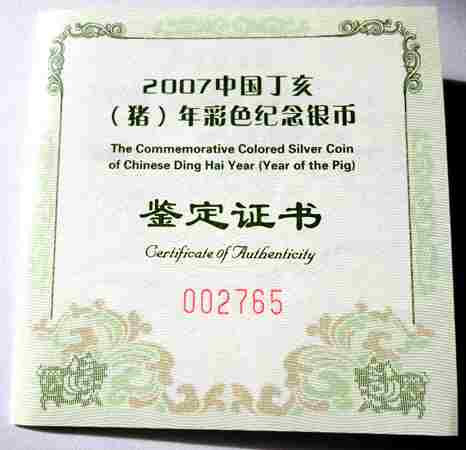 2007中国丁亥
（猪）年彩色纪念银币
The Commemorative Colored Silver Coin
of Chinese Ding Hai Year (Year of the Pig)
鉴定证书
Certificate of Authenticity
002765